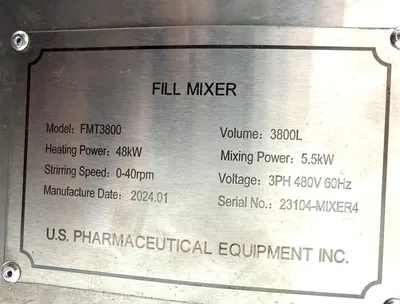 FILL MIXER
Model: FMT3800
Volume: 3800L
Heating Power: 48kW
Mixing Power: 5.5kW
Strirring Speed: 0-40rpm
Voltage: 3PH 480V 60Hz
Manufacture Date: 2024.01
Serial No.: 23104-MIXER4
U.S. PHARMACEUTICAL EQUIPMENT INC.